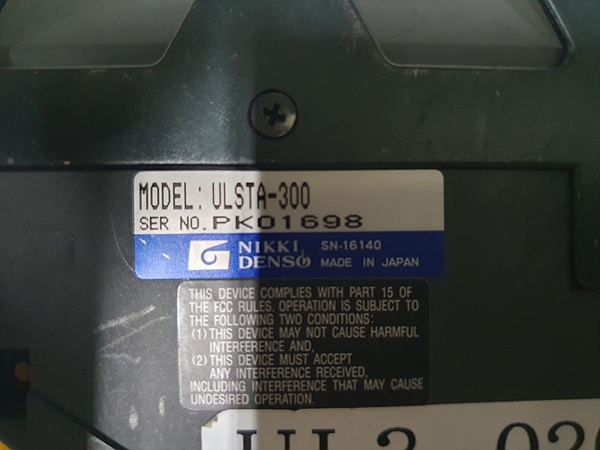 MODEL: ULSTA-300
SER NO. PK01698
NIKKI DENSO SN-16140
MADE IN JAPAN
THIS DEVICE COMPLIES WITH PART 15 OF
THE FCC RULES. OPERATION IS SUBJECT TO
THE FOLLOWING TWO CONDITIONS:
(1) THIS DEVICE MAY NOT CAUSE HARMFUL
INTERFERENCE AND,
(2) THIS DEVICE MUST ACCEPT
ANY INTERFERENCE RECEIVED,
INCLUDING INTERFERENCE THAT MAY CAUSE
UNDESIRED OPERATION.